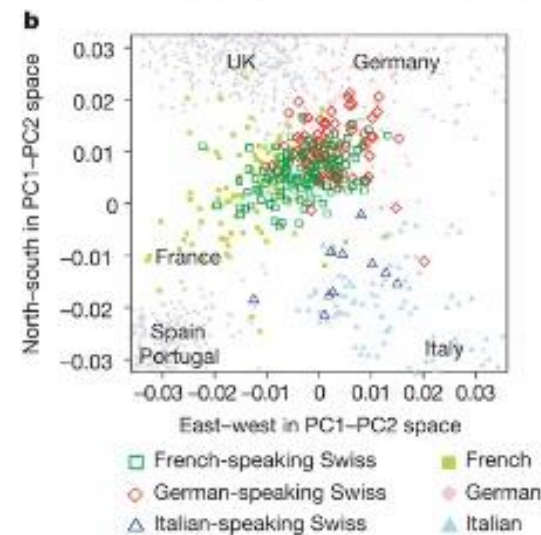 b
North–south in PC1–PC2 space
0.03
0.02
0.01
0
–0.01
–0.02
–0.03
UK
Germany
France
Spain
Portugal
Italy
–0.03 –0.02 –0.01 0 0.01 0.02 0.03
East–west in PC1–PC2 space
French-speaking Swiss
French
German-speaking Swiss
German
Italian-speaking Swiss
Italian